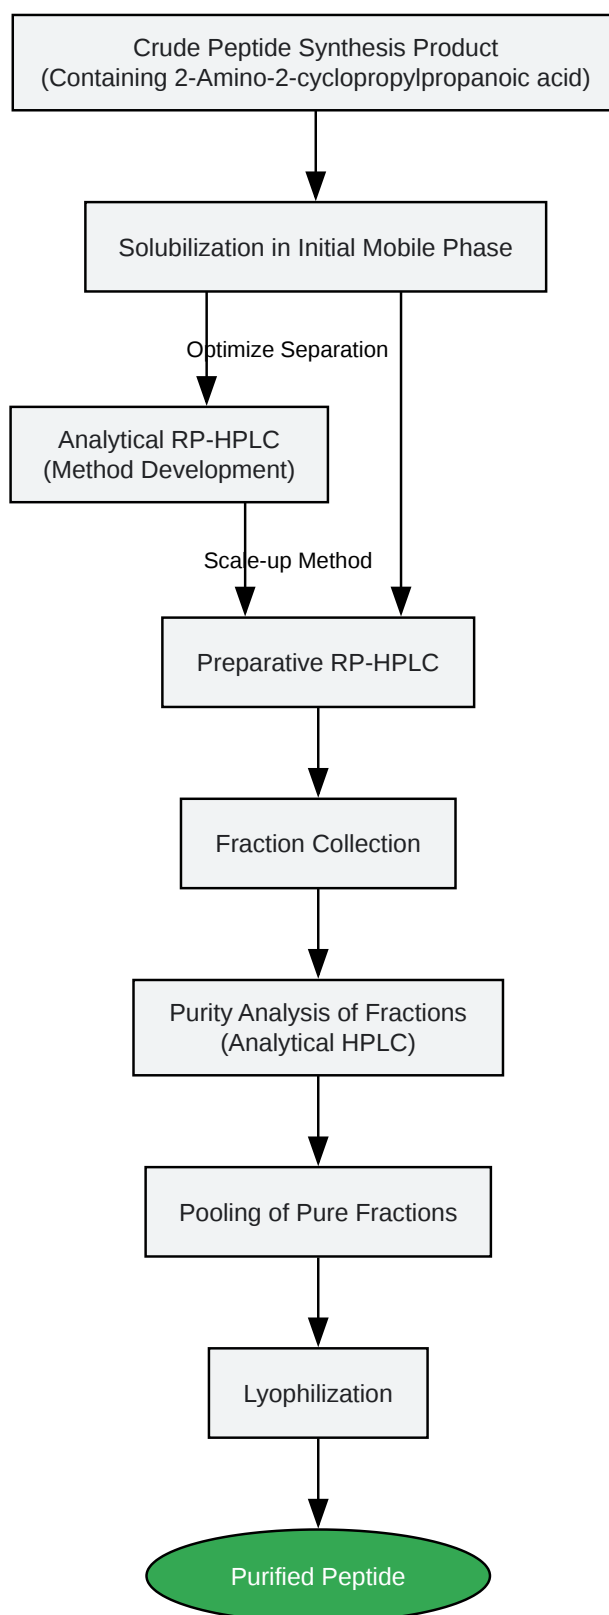 Crude Peptide Synthesis Product
(Containing 2-Amino-2-cyclopropylpropanoic acid)
Solubilization in Initial Mobile Phase
Optimize Separation
Analytical RP-HPLC
(Method Development)
Scale-up Method
Preparative RP-HPLC
Fraction Collection
Purity Analysis of Fractions
(Analytical HPLC)
Pooling of Pure Fractions
Lyophilization
Purified Peptide